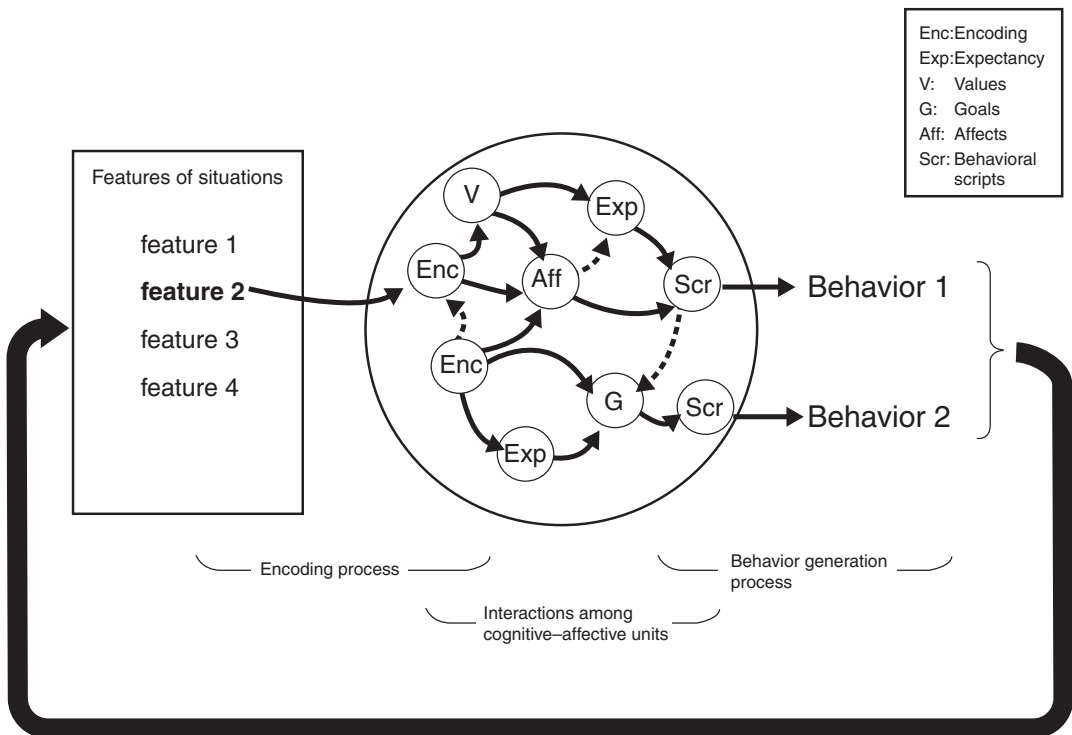 Enc:Encoding
Exp:Expectancy
V: Values
G: Goals
Aff: Affects
Scr: Behavioral
scripts
Features of situations
feature 1
feature 2
feature 3
feature 4
V
Exp
Enc
Aff
Scr
Enc
G
Scr
Exp
Behavior 1
Behavior 2
Encoding process
Behavior generation
process
Interactions among
cognitive–affective units